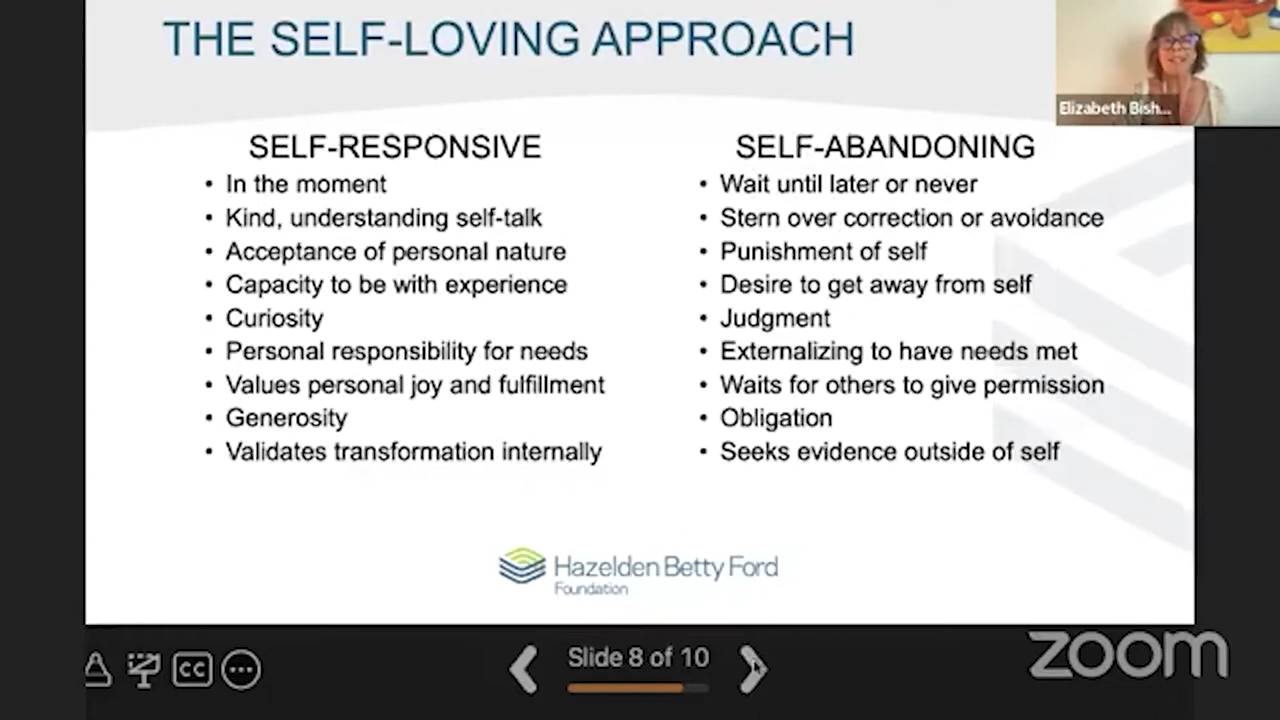 THE SELF-LOVING APPROACH
Elizabeth Bish...
SELF-RESPONSIVE
• In the moment
• Kind, understanding self-talk
• Acceptance of personal nature
• Capacity to be with experience
• Curiosity
• Personal responsibility for needs
• Values personal joy and fulfillment
• Generosity
• Validates transformation internally
SELF-ABANDONING
• Wait until later or never
• Stern over correction or avoidance
• Punishment of self
• Desire to get away from self
• Judgment
• Externalizing to have needs met
• Waits for others to give permission
• Obligation
• Seeks evidence outside of self
Hazelden Betty Ford
Foundation
CC
Slide 8 of 10
zoom